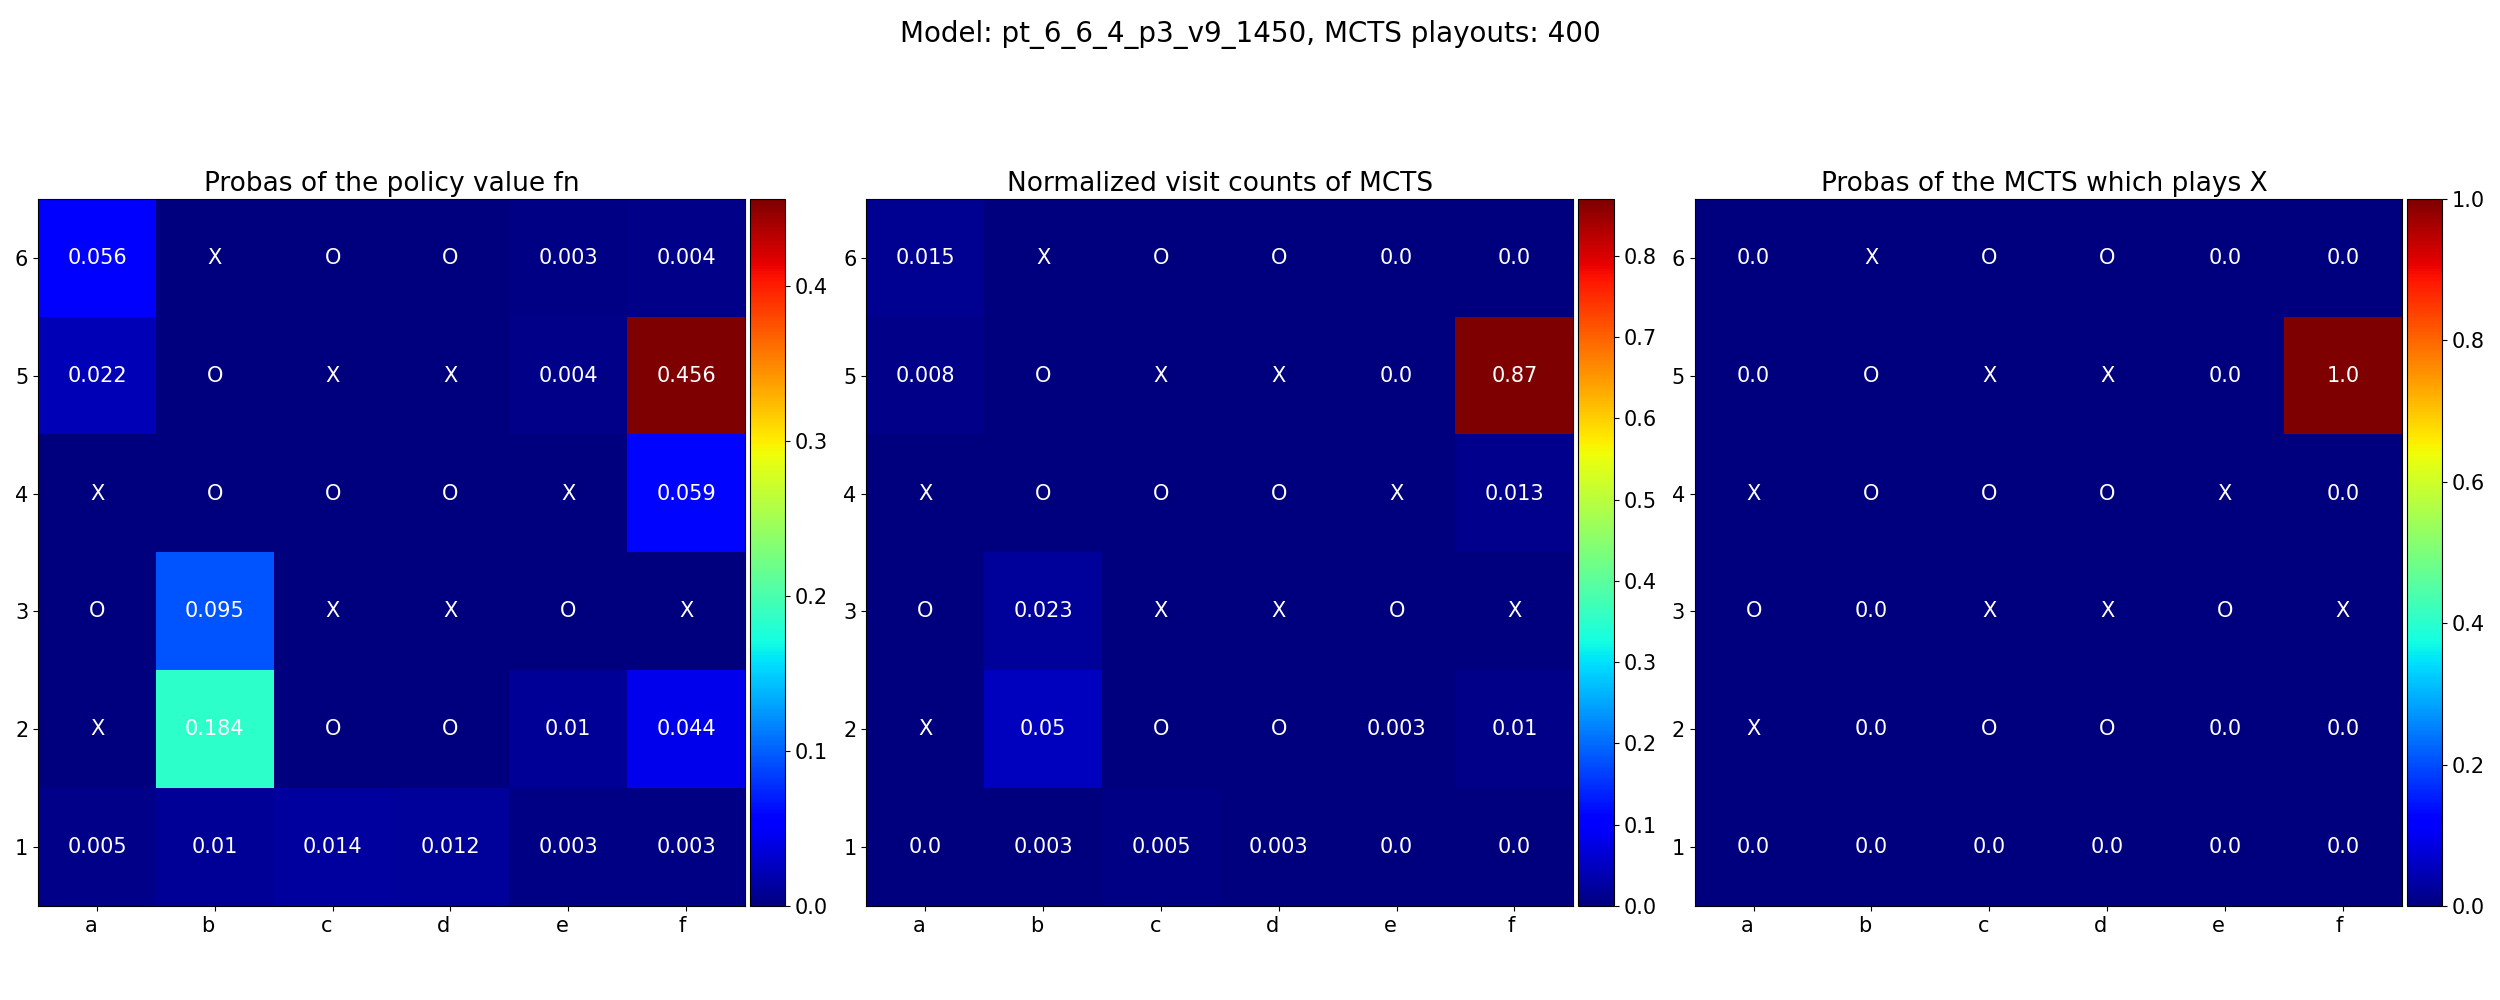 Model: pt_6_6_4_p3_v9_1450, MCTS playouts: 400
Probas of the policy value fn
6 0.056 X O O 0.003 0.004
5 0.022 O X X 0.004 0.456
4 X O O O X 0.059
3 O 0.095 X X O X
2 X 0.184 O O 0.01 0.044
1 0.005 0.01 0.014 0.012 0.003 0.003
a b c d e f
0.4
0.3
0.2
0.1
0.0
Normalized visit counts of MCTS
6 0.015 X O O 0.0 0.0
5 0.008 O X X 0.0 0.87
4 X O O O X 0.013
3 O 0.023 X X O X
2 X 0.05 O O 0.003 0.01
1 0.0 0.003 0.005 0.003 0.0 0.0
a b c d e f
0.8
0.7
0.6
0.5
0.4
0.3
0.2
0.1
0.0
Probas of the MCTS which plays X
6 0.0 X O O 0.0 0.0
5 0.0 O X X 0.0 1.0
4 X O O O X 0.0
3 O 0.0 X X O X
2 X 0.0 O O 0.0 0.0
1 0.0 0.0 0.0 0.0 0.0 0.0
a b c d e f
1.0
0.8
0.6
0.4
0.2
0.0